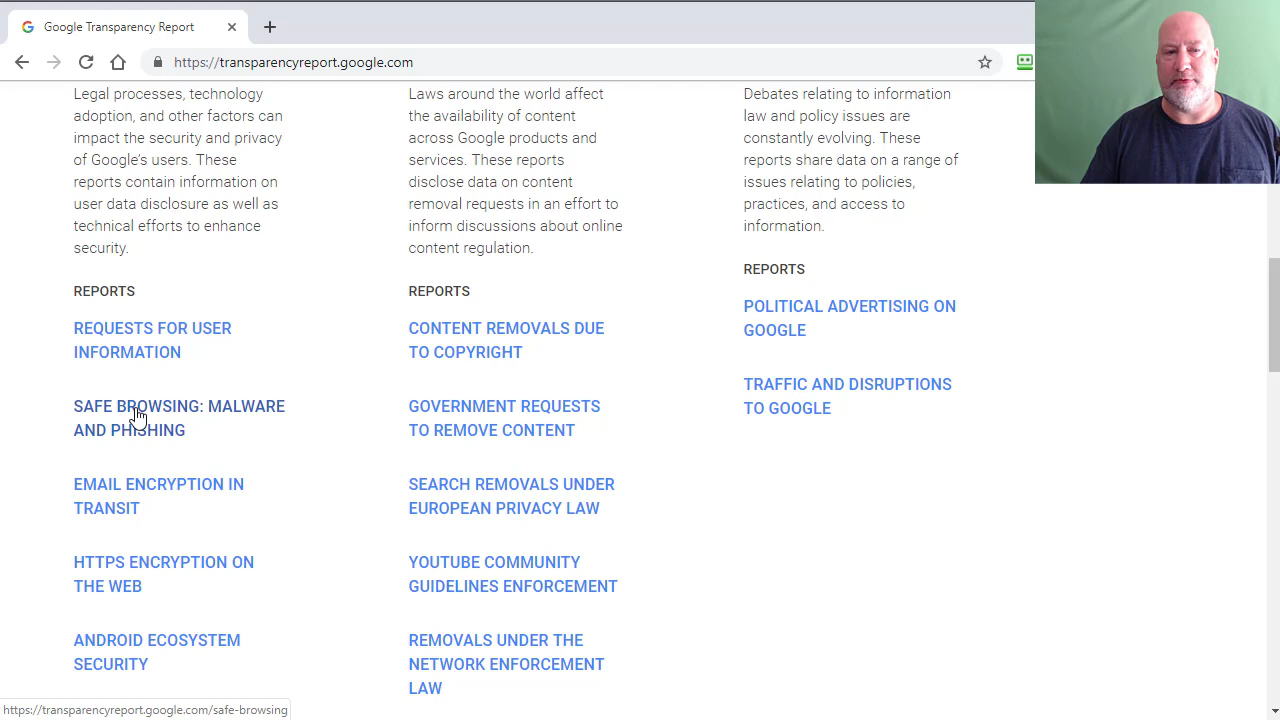 Google Transparency Report
https://transparencyreport.google.com
Legal processes, technology
adoption, and other factors can
impact the security and privacy
of Google's users. These
reports contain information on
user data disclosure as well as
technical efforts to enhance
security.
REPORTS
REQUESTS FOR USER
INFORMATION
SAFE BROWSING: MALWARE
AND PHISHING
EMAIL ENCRYPTION IN
TRANSIT
HTTPS ENCRYPTION ON
THE WEB
ANDROID ECOSYSTEM
SECURITY
Laws around the world affect
the availability of content
across Google products and
services. These reports
disclose data on content
removal requests in an effort to
inform discussions about online
content regulation.
REPORTS
CONTENT REMOVALS DUE
TO COPYRIGHT
GOVERNMENT REQUESTS
TO REMOVE CONTENT
SEARCH REMOVALS UNDER
EUROPEAN PRIVACY LAW
YOUTUBE COMMUNITY
GUIDELINES ENFORCEMENT
REMOVALS UNDER THE
NETWORK ENFORCEMENT
LAW
Debates relating to information
law and policy issues are
constantly evolving. These
reports share data on a range of
issues relating to policies,
practices, and access to
information.
REPORTS
POLITICAL ADVERTISING ON
GOOGLE
TRAFFIC AND DISRUPTIONS
TO GOOGLE
https://transparencyreport.google.com/safe-browsing